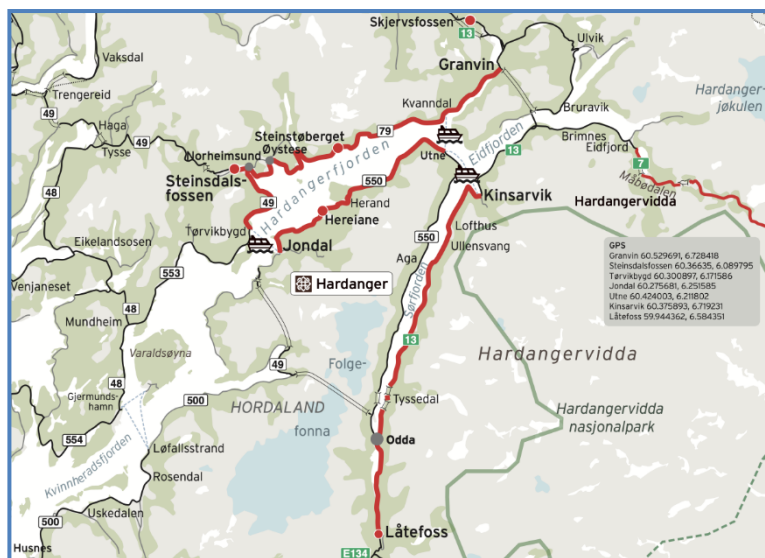 Skjervsfossen
13
Ulvik
Granvin
Vaksdal
Trengereid
49
Hardanger-
jøkulen
Kvanndal
Bruravik
Haga
Steinstøberget
79
Tysse
49
Norheimsund
Øystese
Utne
Eidfjorden
13
Brimnes
Eidfjord
7
Måbødalen
Steinsdals-
fossen
Hardangerfjorden
550
Kinsarvik
Hardangervidda
48
49
Herand
Hereiane
Tørvikbygd
Lofthus
Eikelandsosen
Jondal
550
Ullensvang
Aga
GPS
Granvin 60.529691, 6.728418
Steinsdalsfossen 60.36635, 6.089795
Tørvikbygd 60.300897, 6.171586
Jondal 60.275681, 6.251585
Utne 60.424003, 6.211802
Kinsarvik 60.375893, 6.719231
Låtefoss 59.944362, 6.584351
553
Venjaneset
Hardanger
48
Sørfjorden
Mundheim
13
Varaldsøyna
Folge-
fonna
Hardangervidda
49
48
Gjermunds-
hamn
500
Tyssedal
HORDALAND
Hardangervidda
nasjonalpark
554
Odda
Løfallsstrand
Kvinnheradsfjorden
Rosendal
Uskedalen
500
Husnes
Låtefoss
E134